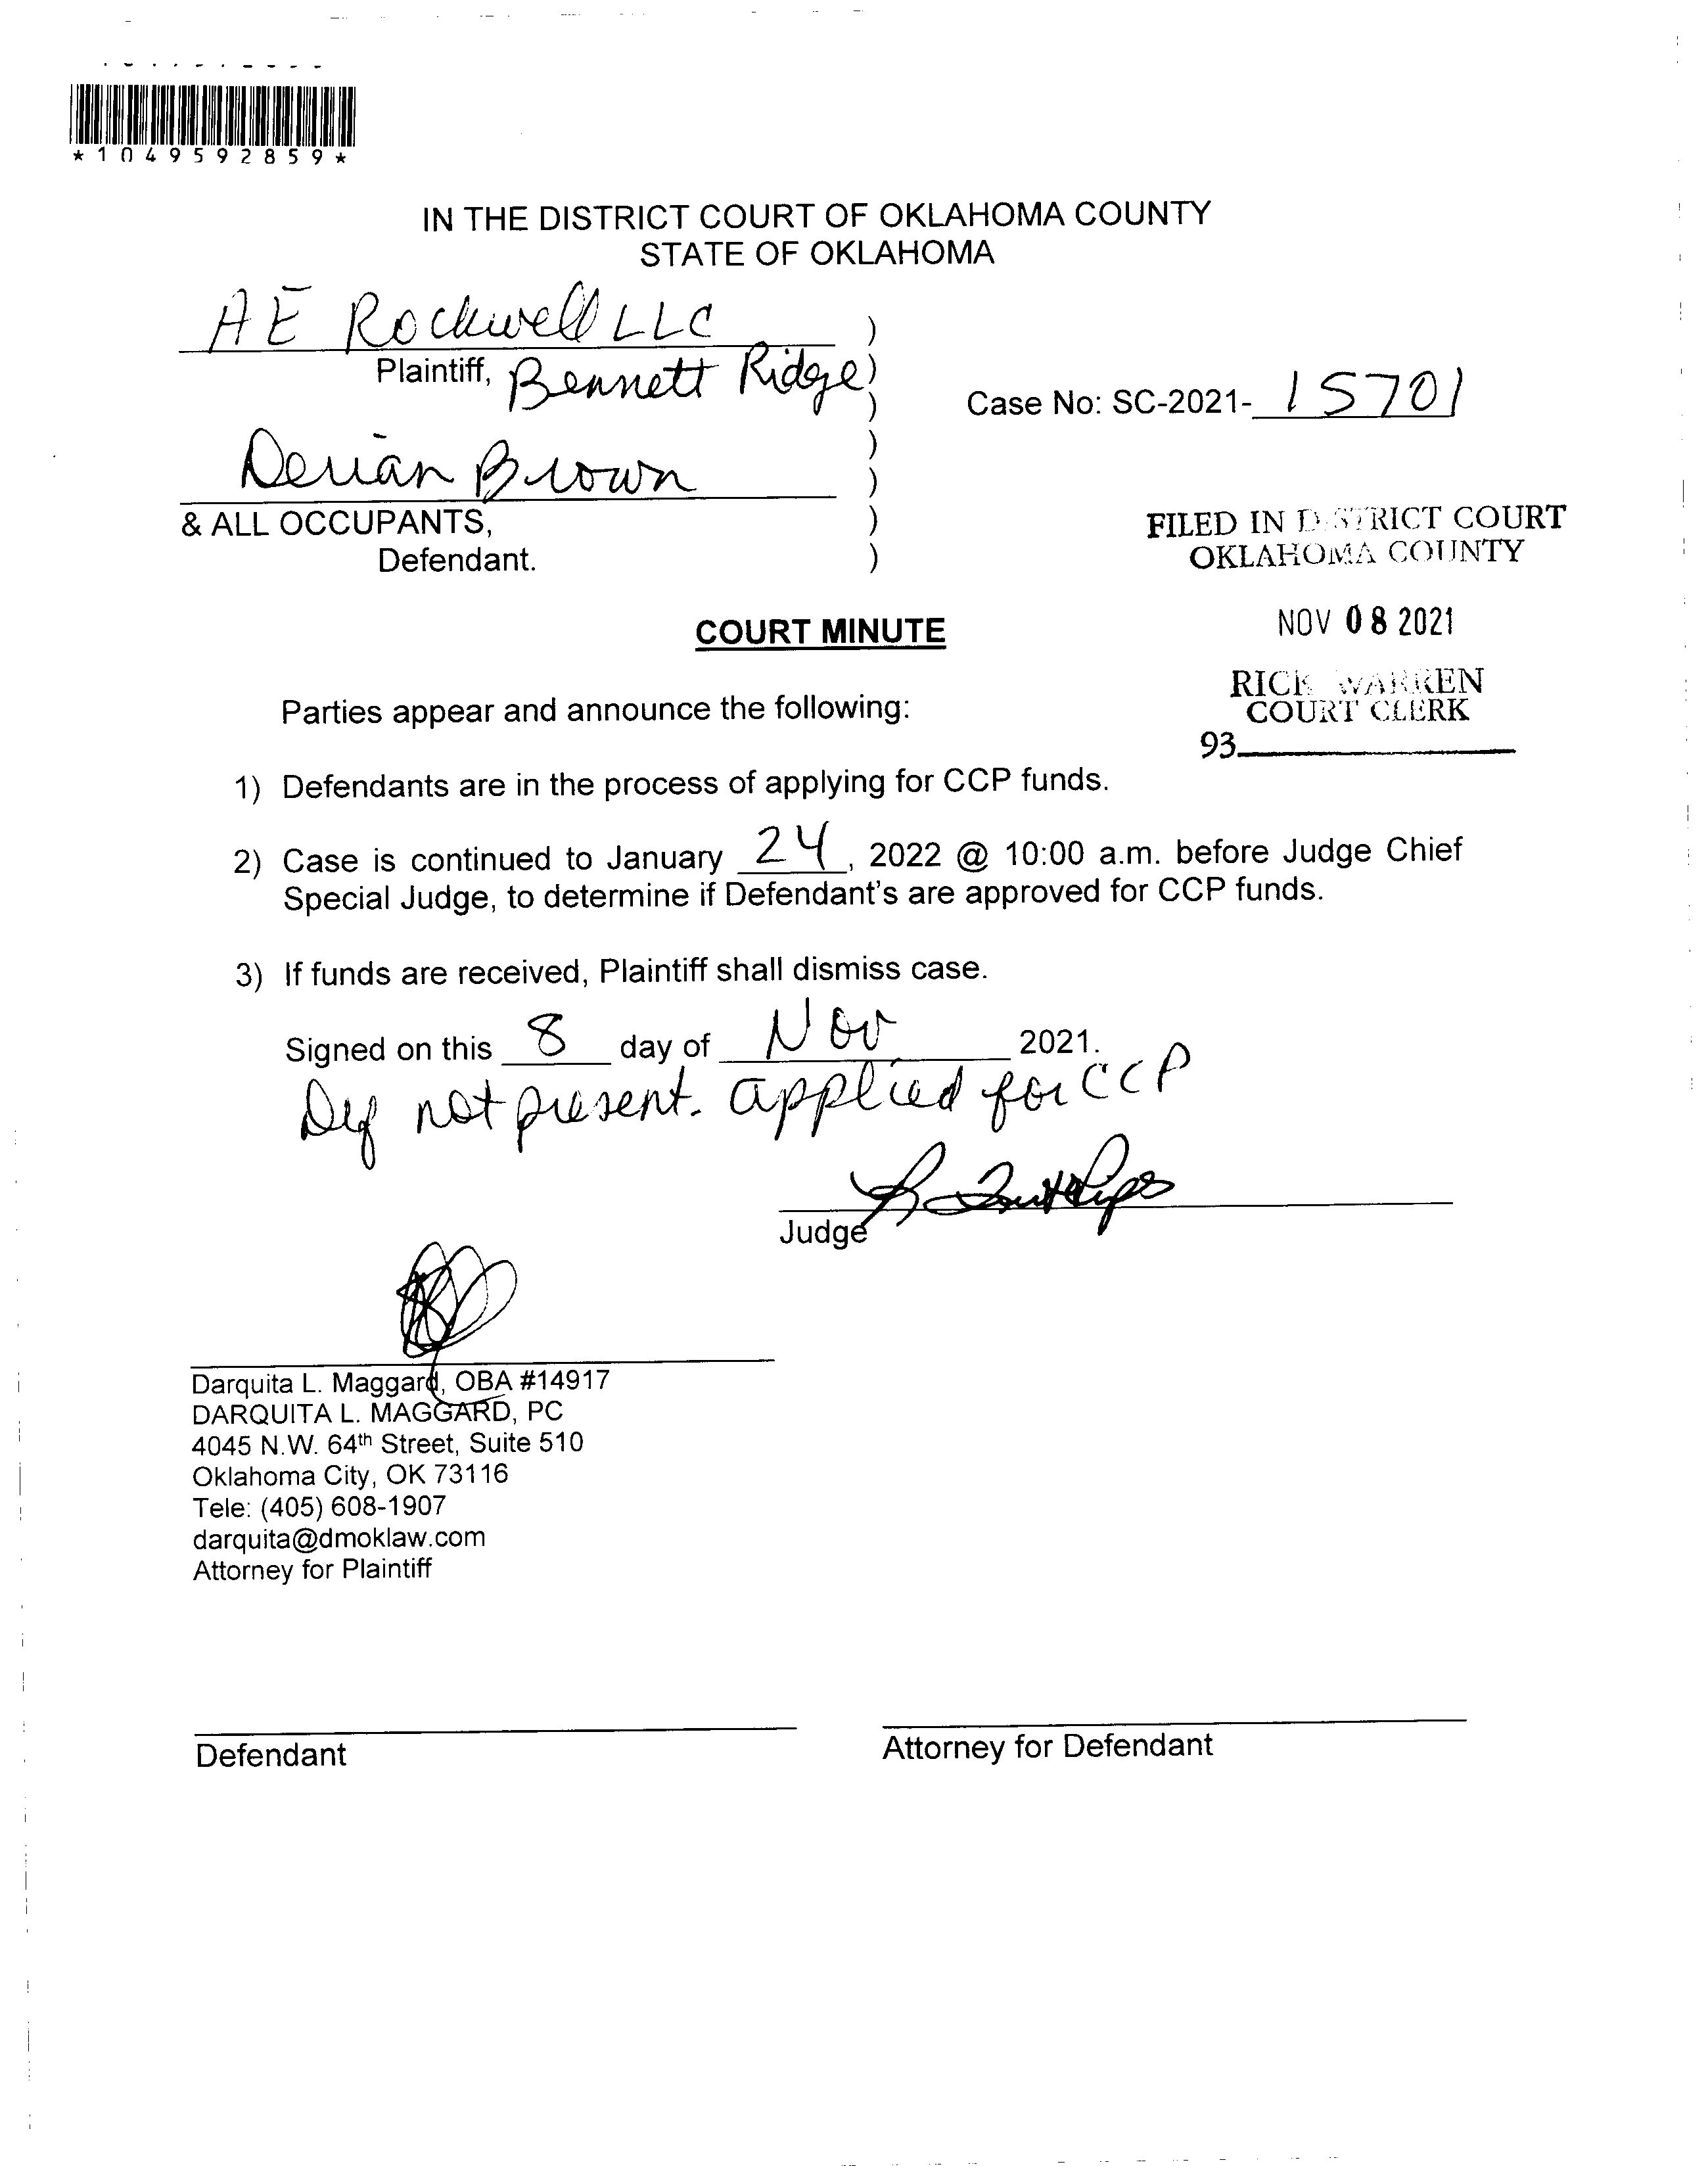 *1049592859*
IN THE DISTRICT COURT OF OKLAHOMA COUNTY
STATE OF OKLAHOMA
AE Rockwell LLC )
Plaintiff, Bennett Ridge )
)
Case No: SC-2021- 15701
)
Derian Brown )
& ALL OCCUPANTS, )
Defendant. )
FILED IN DISTRICT COURT
OKLAHOMA COUNTY
NOV 08 2021
RICK WARREN
COURT CLERK
93
COURT MINUTE
Parties appear and announce the following:
1) Defendants are in the process of applying for CCP funds.
2) Case is continued to January 24, 2022 @ 10:00 a.m. before Judge Chief
Special Judge, to determine if Defendant's are approved for CCP funds.
3) If funds are received, Plaintiff shall dismiss case.
Signed on this 8 day of Nov 2021.
Def not present. applied for CCP
Judge
Darquita L. Maggard, OBA #14917
DARQUITA L. MAGGARD, PC
4045 N.W. 64th Street, Suite 510
Oklahoma City, OK 73116
Tele: (405) 608-1907
darquita@dmoklaw.com
Attorney for Plaintiff
Defendant
Attorney for Defendant